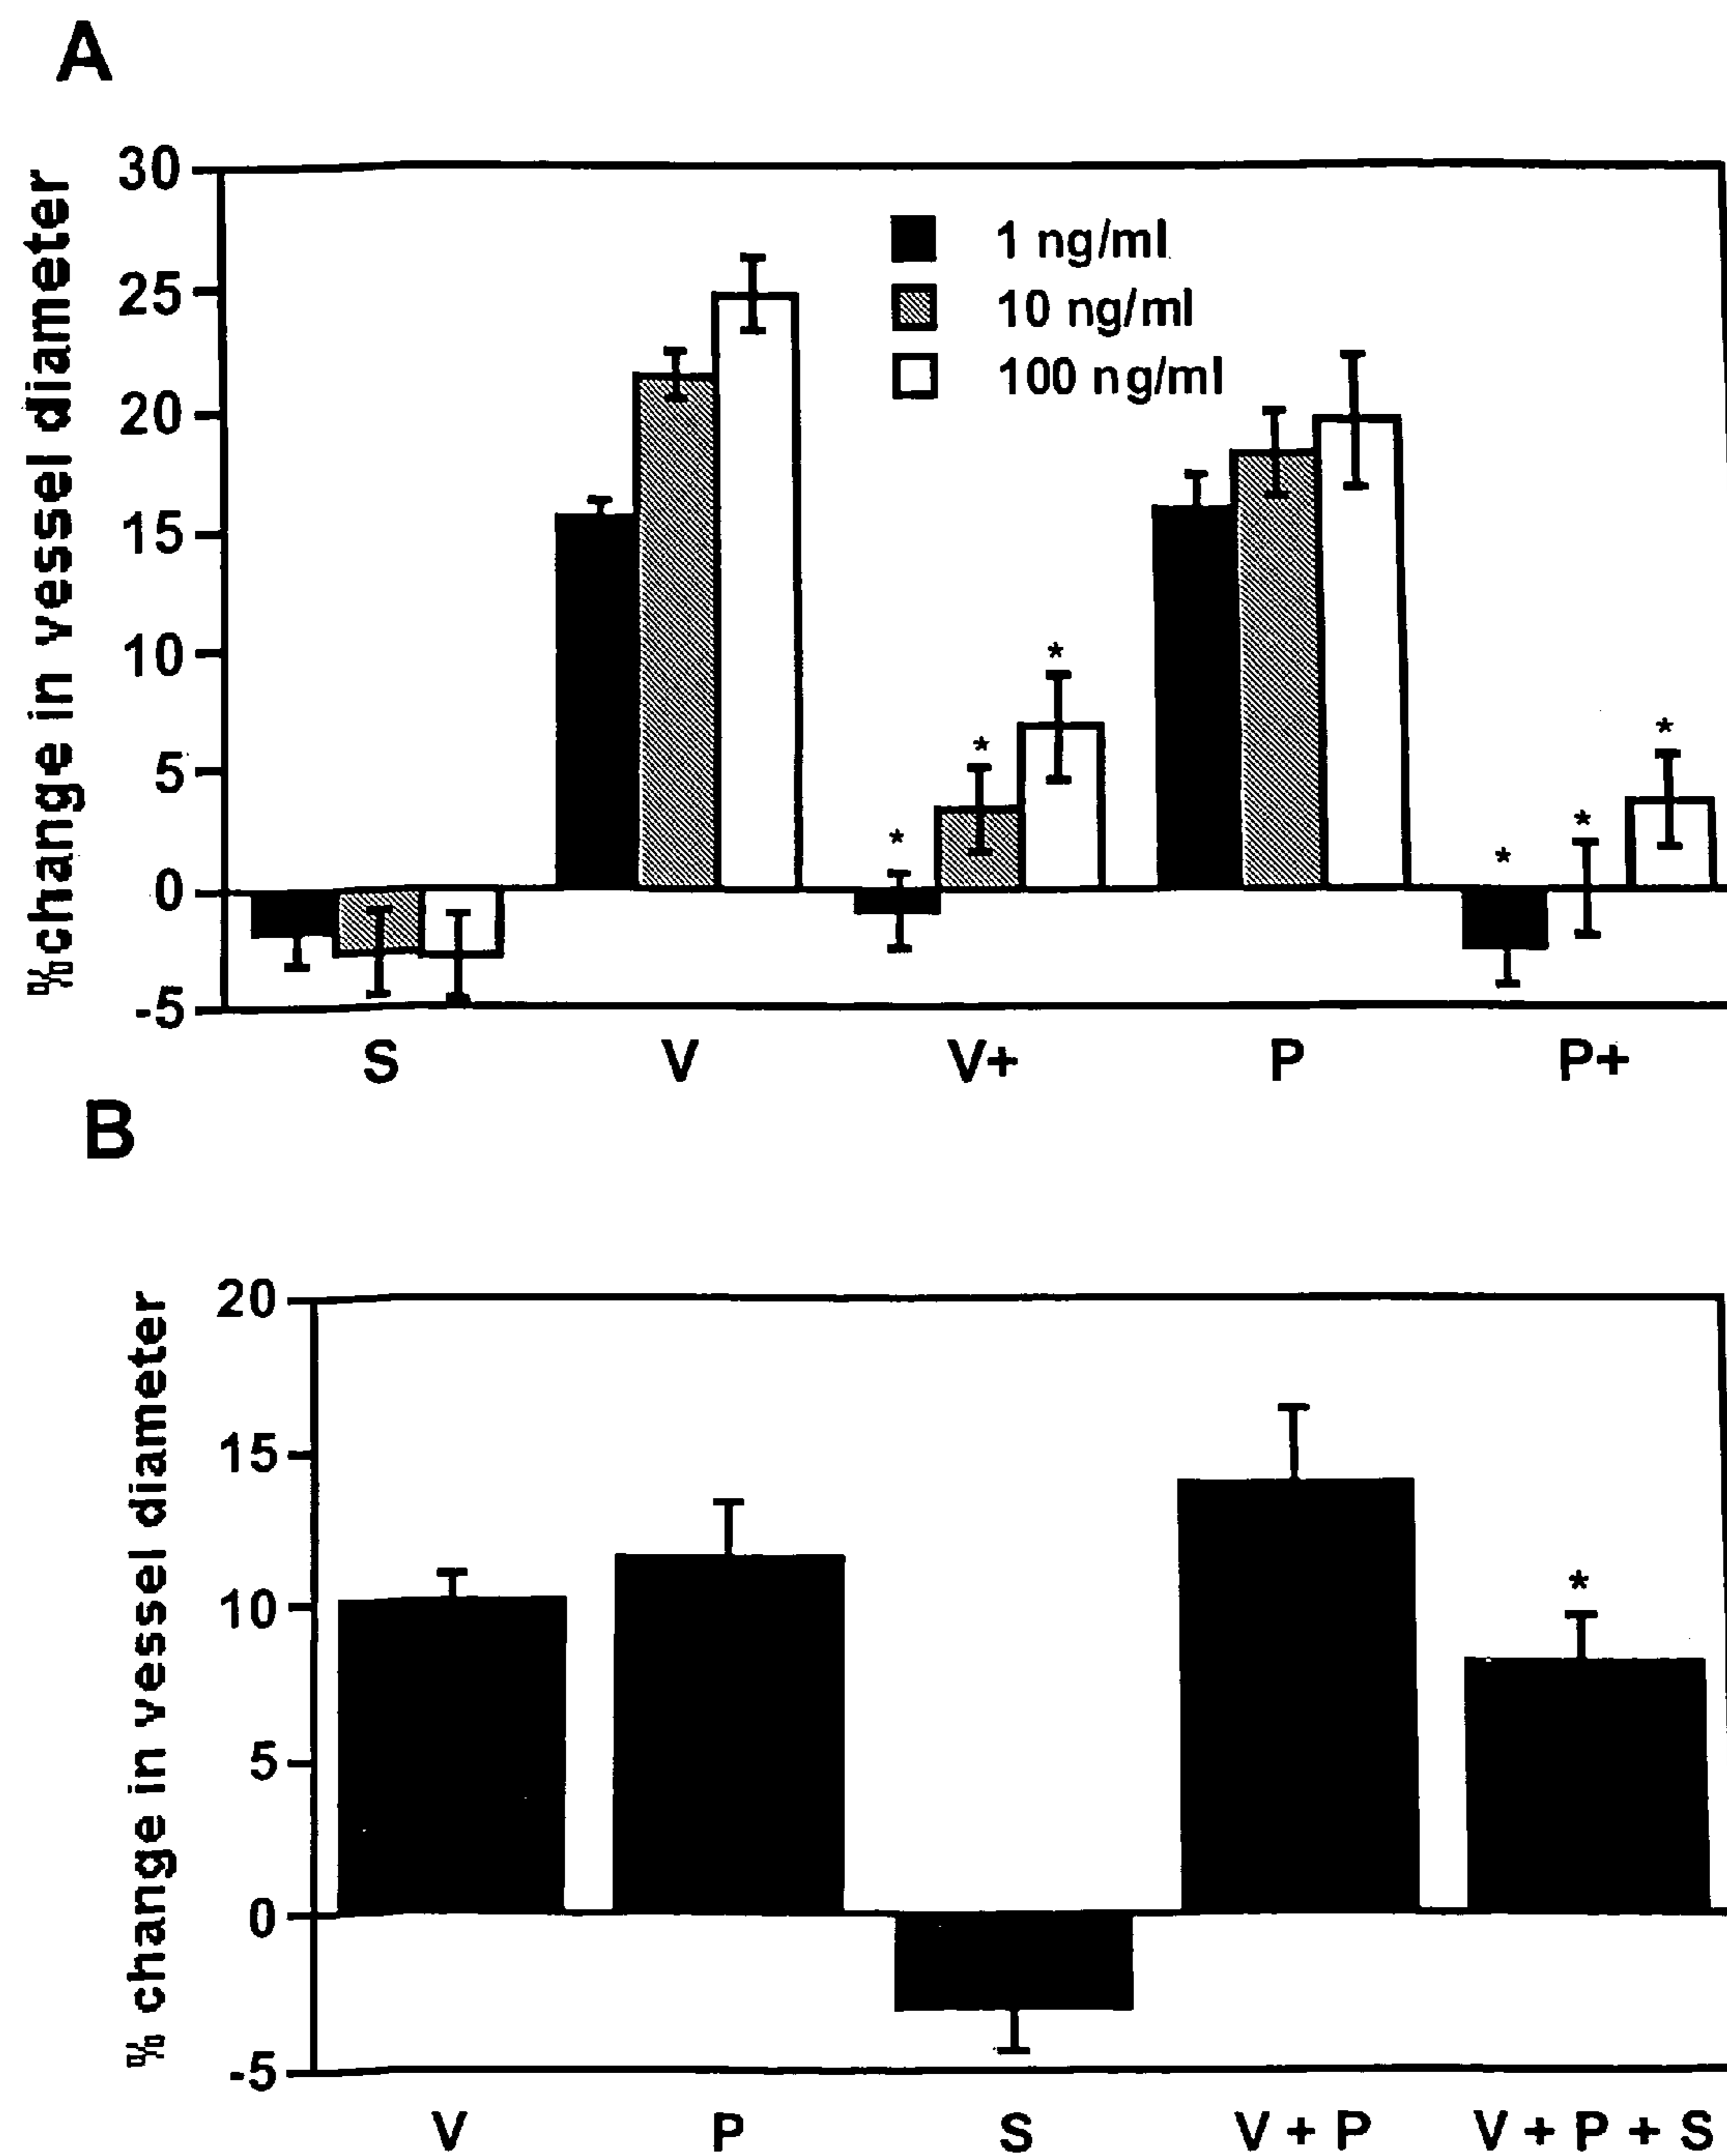 A
%change in vessel diameter
30
25
20
15
10
5
0
-5
1 ng/ml
10 ng/ml
100 ng/ml
*
*
*
*
*
*
S V V+ P P+
B
% change in vessel diameter
20
15
10
5
0
-5
*
V P S V + P V + P + S